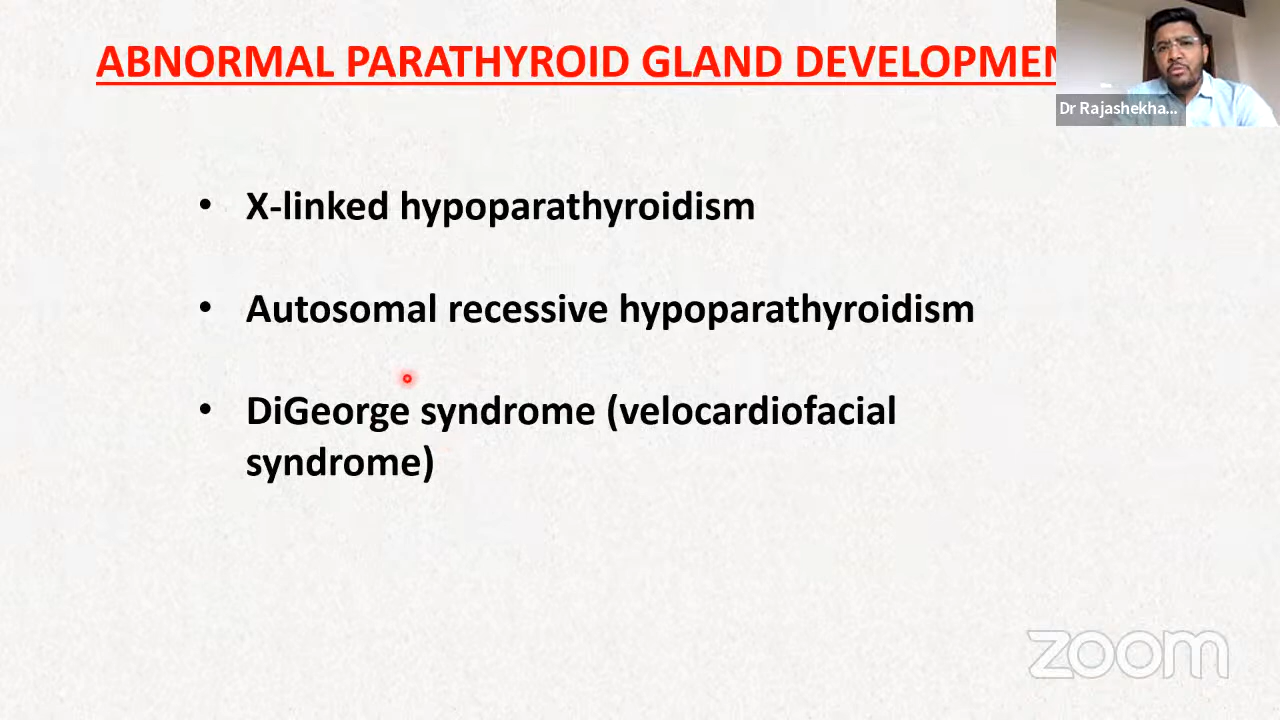 ABNORMAL PARATHYROID GLAND DEVELOPMEN
Dr Rajashekha...
• X-linked hypoparathyroidism
• Autosomal recessive hypoparathyroidism
• DiGeorge syndrome (velocardiofacial
syndrome)
zoom